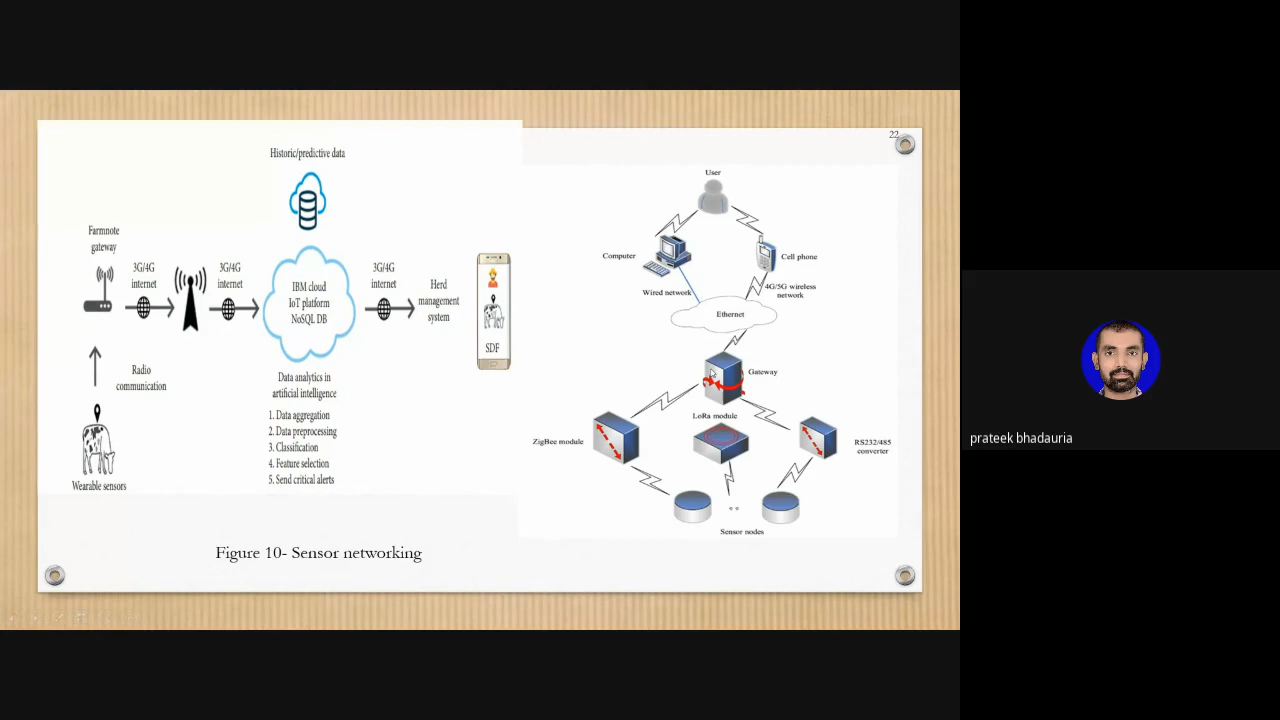 22
Historic/predictive data
Farmnote
gateway
3G/4G
internet
3G/4G
internet
IBM cloud
IoT platform
NoSQL DB
3G/4G
internet
Herd
management
system
SDF
Radio
communication
Wearable sensors
Data analytics in
artificial intelligence
1. Data aggregation
2. Data preprocessing
3. Classification
4. Feature selection
5. Send critical alerts
User
Computer
Cell phone
Wired network
4G/5G wireless
network
Ethernet
Gateway
LoRa module
ZigBee module
RS232/485
converter
Sensor nodes
Figure 10- Sensor networking
prateek bhadauria